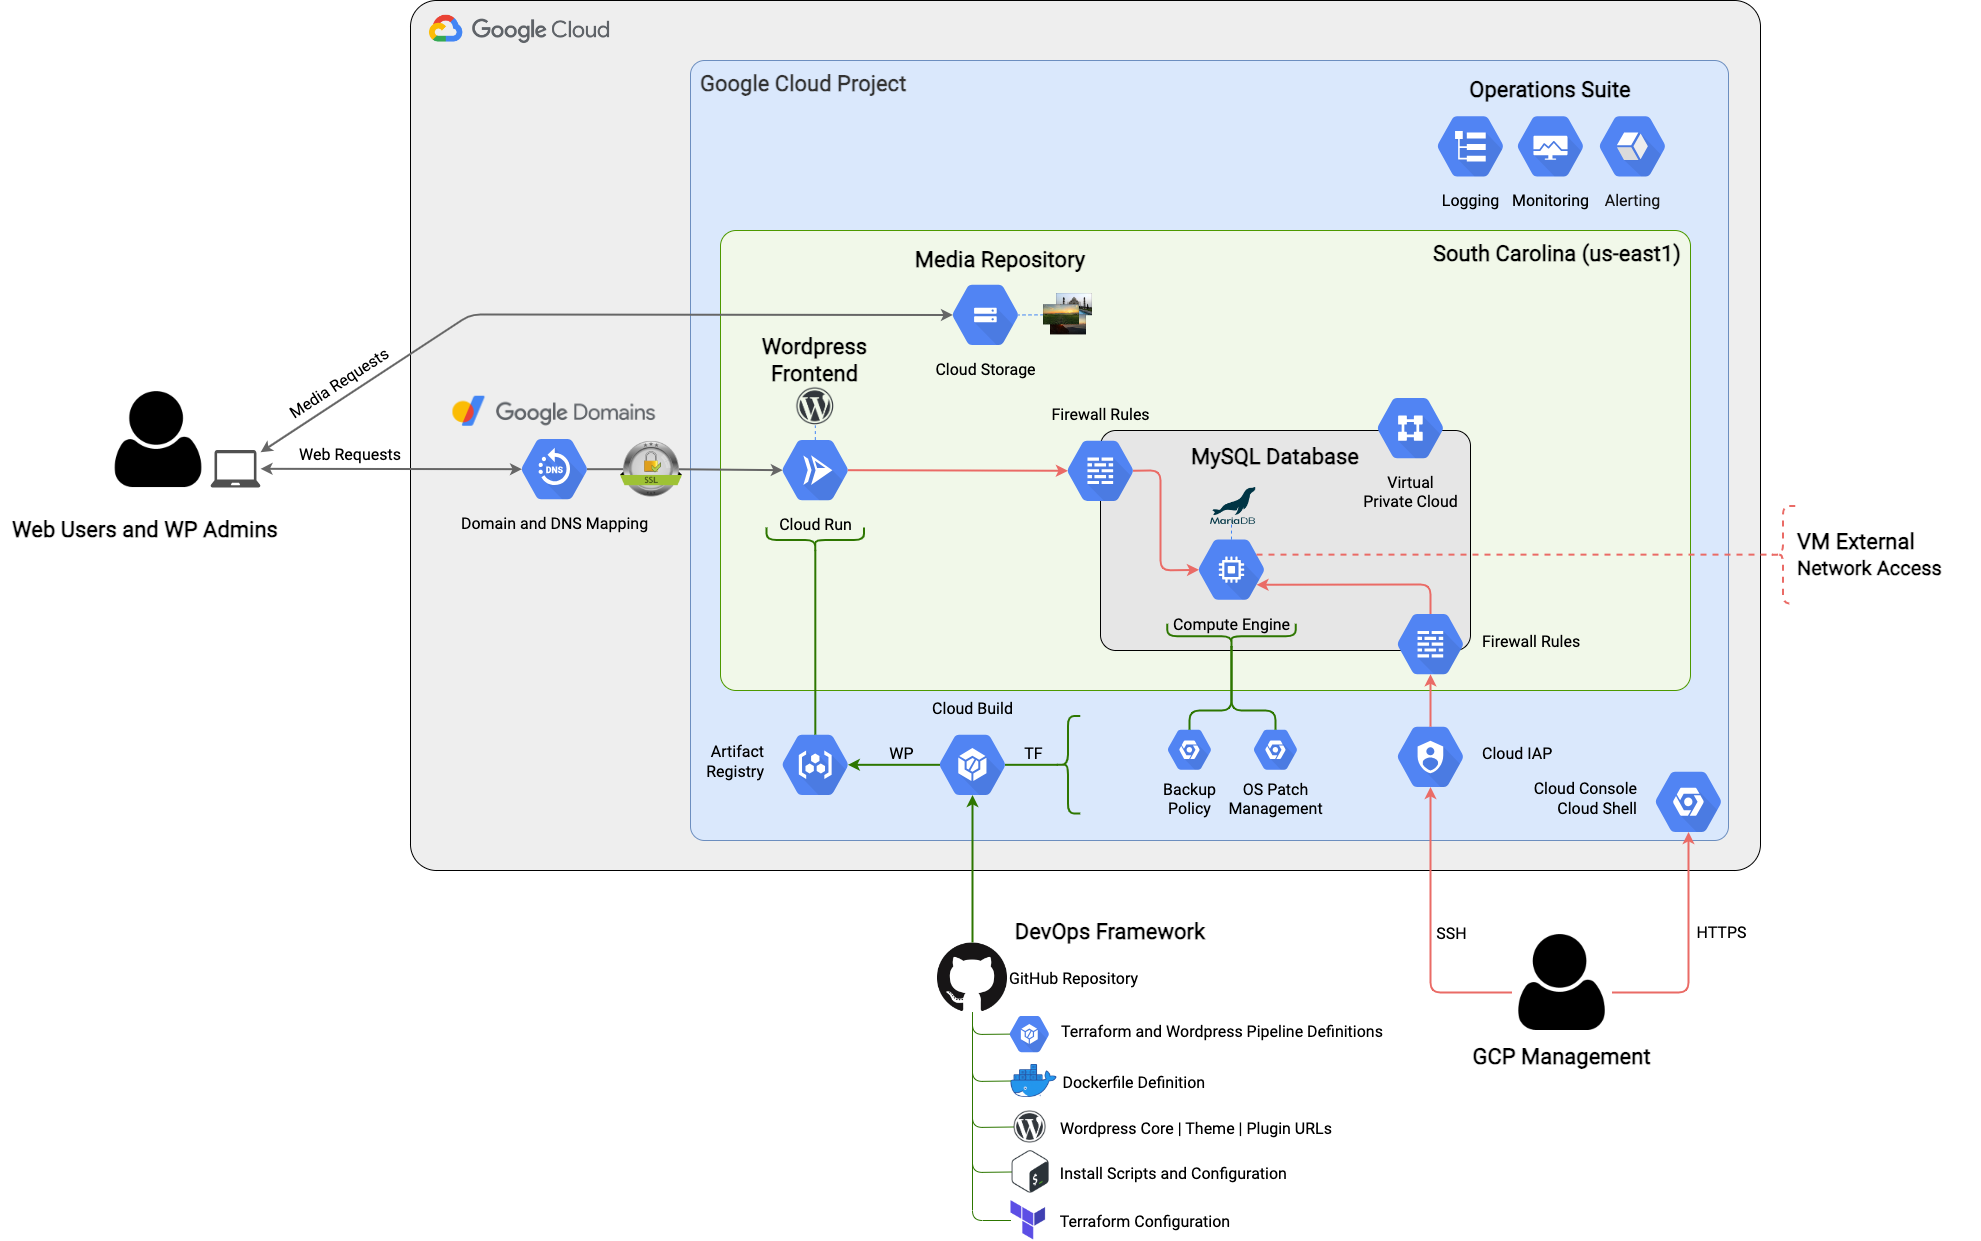 Google Cloud
Google Cloud Project
Operations Suite
Logging
Monitoring
Alerting
South Carolina (us-east1)
Media Repository
Cloud Storage
Media Requests
Wordpress
Frontend
Google Domains
Web Requests
DNS
SSL
Domain and DNS Mapping
Web Users and WP Admins
Cloud Run
Firewall Rules
MySQL Database
Virtual
Private Cloud
MariaDB
Compute Engine
VM External
Network Access
Firewall Rules
Cloud Build
Artifact
Registry
WP
TF
Backup
Policy
OS Patch
Management
Cloud IAP
Cloud Console
Cloud Shell
SSH
HTTPS
GCP Management
DevOps Framework
GitHub Repository
Terraform and Wordpress Pipeline Definitions
Dockerfile Definition
Wordpress Core | Theme | Plugin URLs
Install Scripts and Configuration
Terraform Configuration